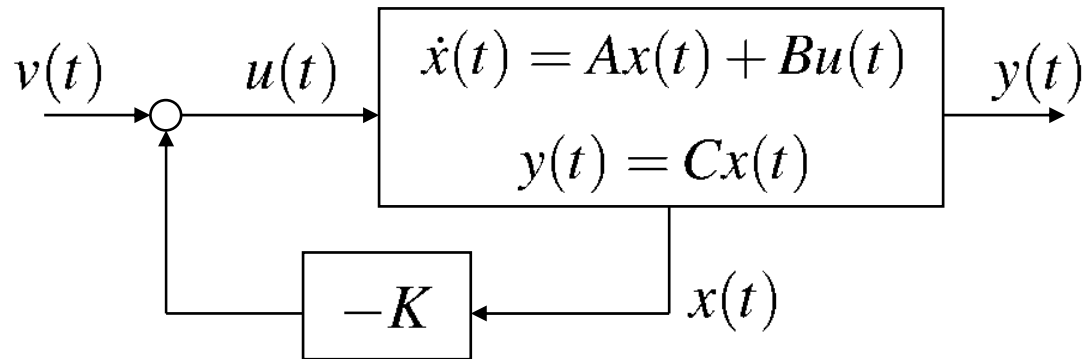 v(t)
u(t)
ẋ(t) = Ax(t) + Bu(t)
y(t) = Cx(t)
y(t)
−K
x(t)